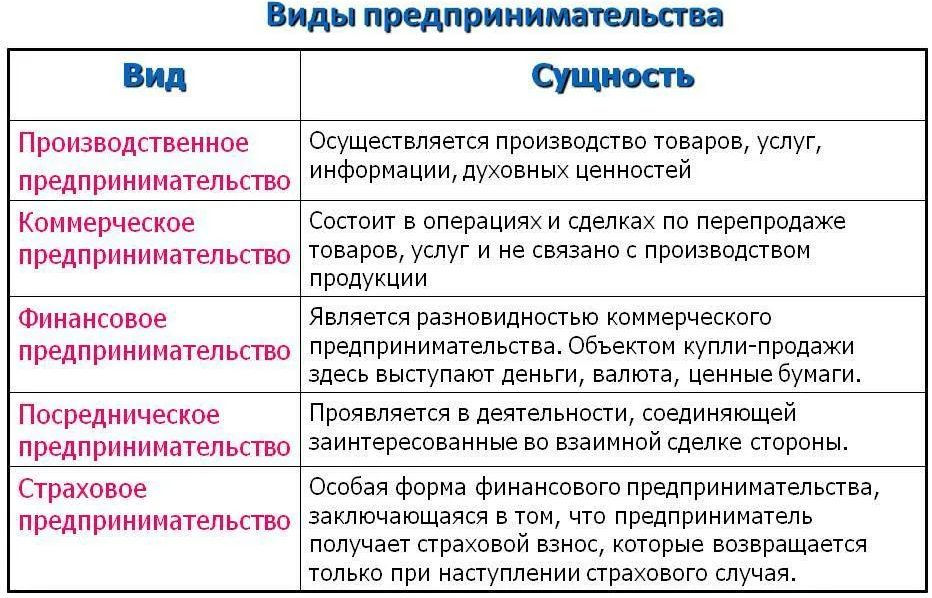 Виды предпринимательства
Вид
Сущность
Производственное
предпринимательство
Осуществляется производство товаров, услуг,
информации, духовных ценностей
Коммерческое
предпринимательство
Состоит в операциях и сделках по перепродаже
товаров, услуг и не связано с производством
продукции
Финансовое
предпринимательство
Является разновидностью коммерческого
предпринимательства. Объектом купли-продажи
здесь выступают деньги, валюта, ценные бумаги.
Посредническое
предпринимательство
Проявляется в деятельности, соединяющей
заинтересованные во взаимной сделке стороны.
Страховое
предпринимательство
Особая форма финансового предпринимательства,
заключающаяся в том, что предприниматель
получает страховой взнос, которые возвращается
только при наступлении страхового случая.